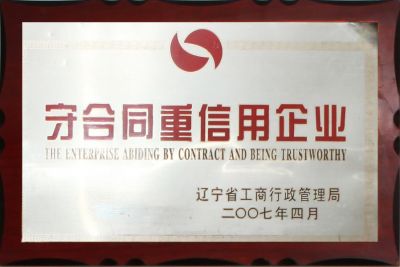 守合同重信用企业
THE ENTERPRISE ABIDING BY CONTRACT AND BEING TRUSTWORTHY
辽宁省工商行政管理局
二〇〇七年四月